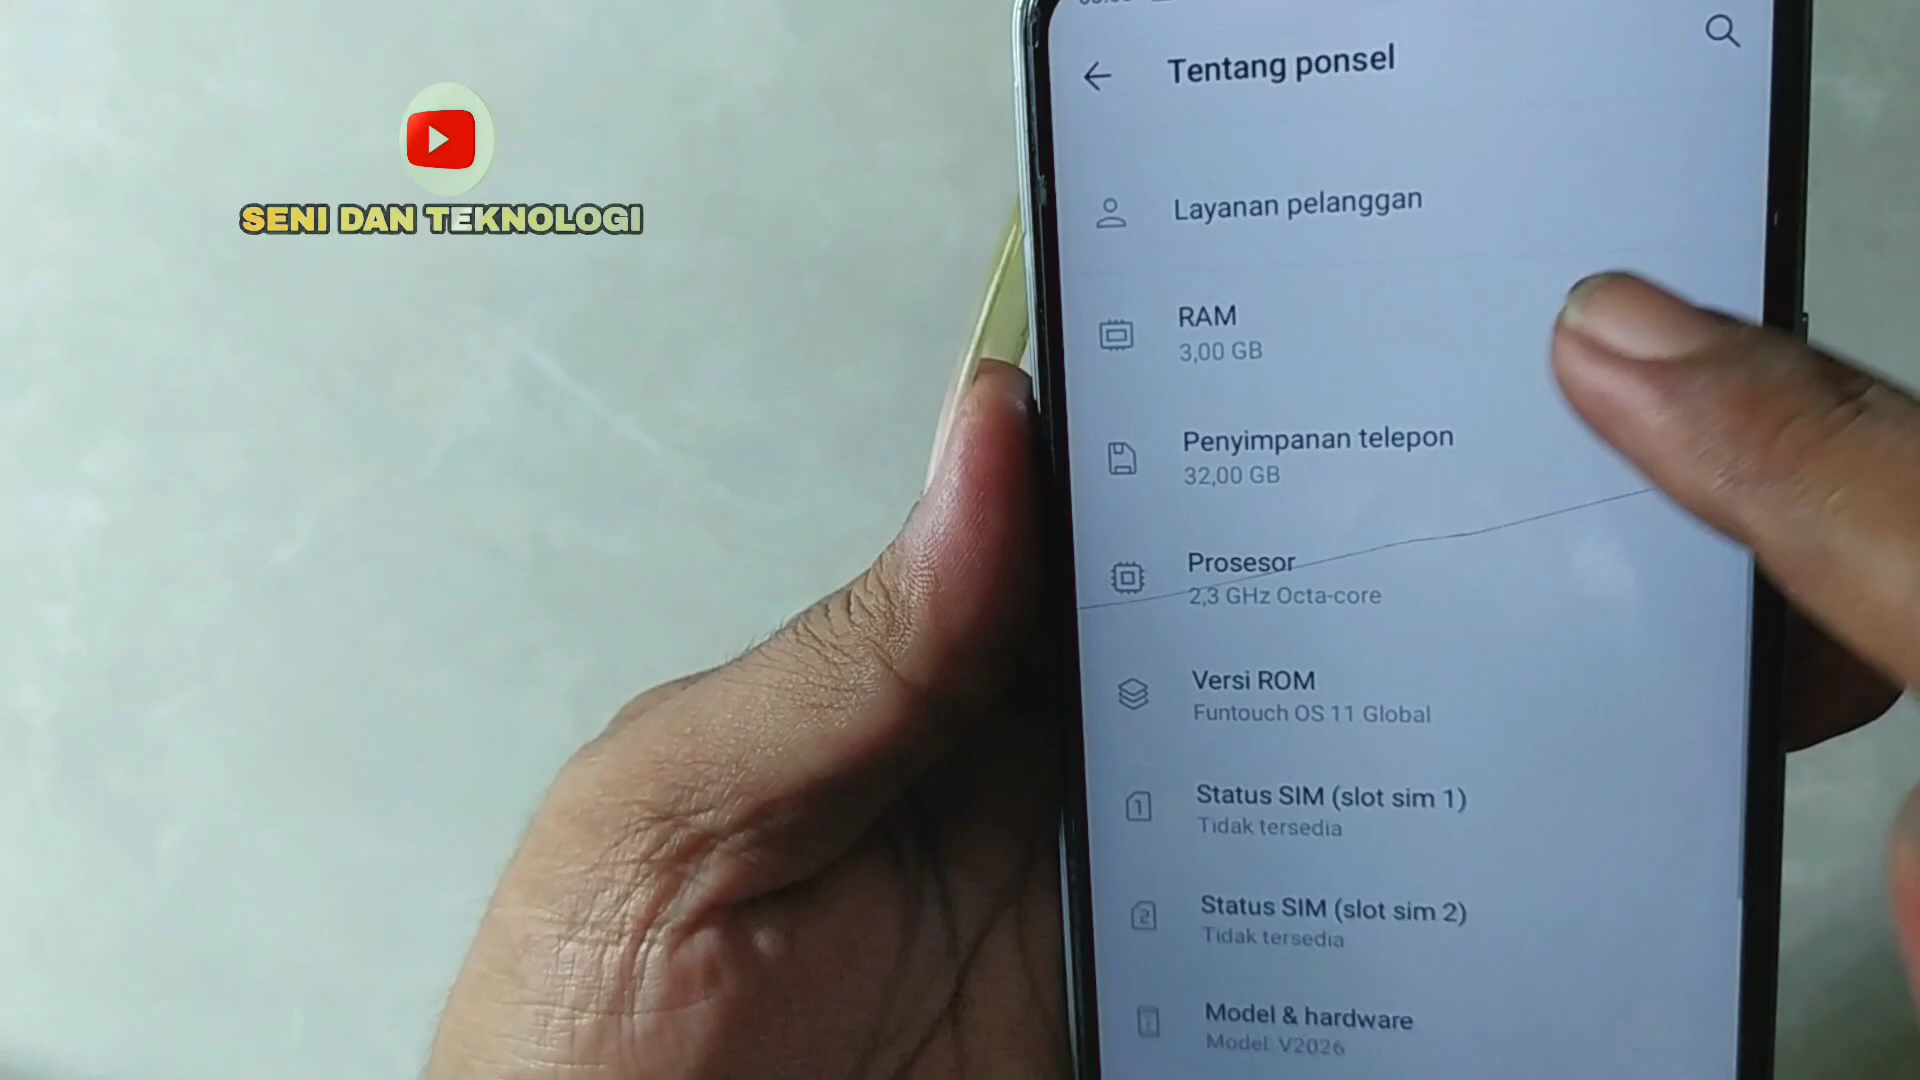 SENI DAN TEKNOLOGI
Tentang ponsel
Layanan pelanggan
RAM
3,00 GB
Penyimpanan telepon
32,00 GB
Prosesor
2,3 GHz Octa-core
Versi ROM
Funtouch OS 11 Global
1
Status SIM (slot sim 1)
Tidak tersedia
2
Status SIM (slot sim 2)
Tidak tersedia
Model & hardware
Model: V2026